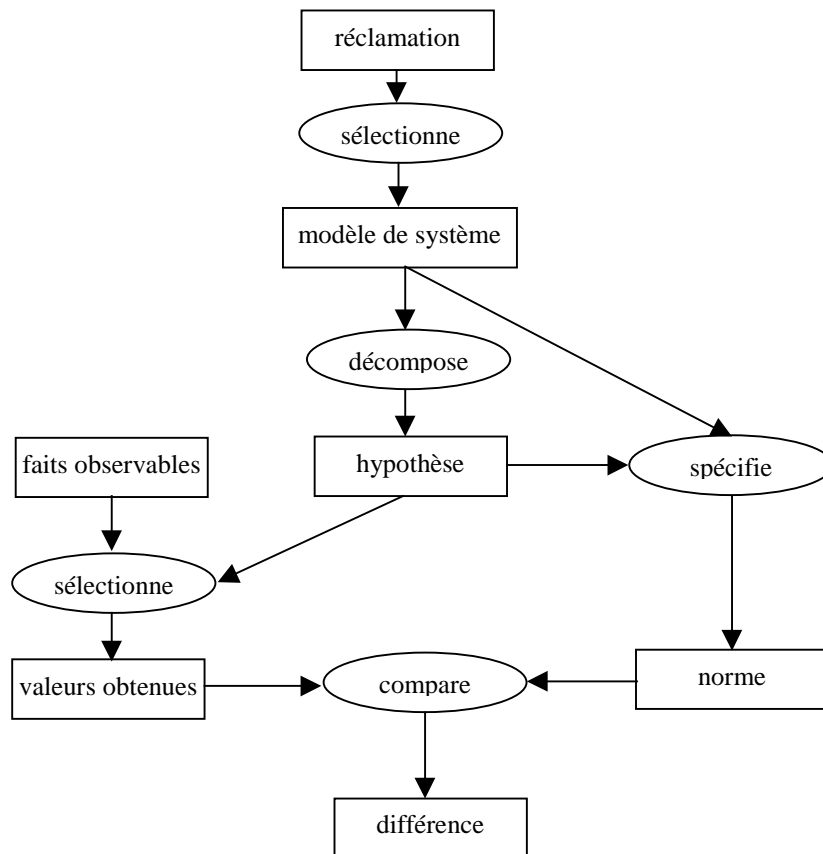 réclamation
sélectionne
modèle de système
décompose
faits observables
hypothèse
spécifie
sélectionne
valeurs obtenues
compare
norme
différence